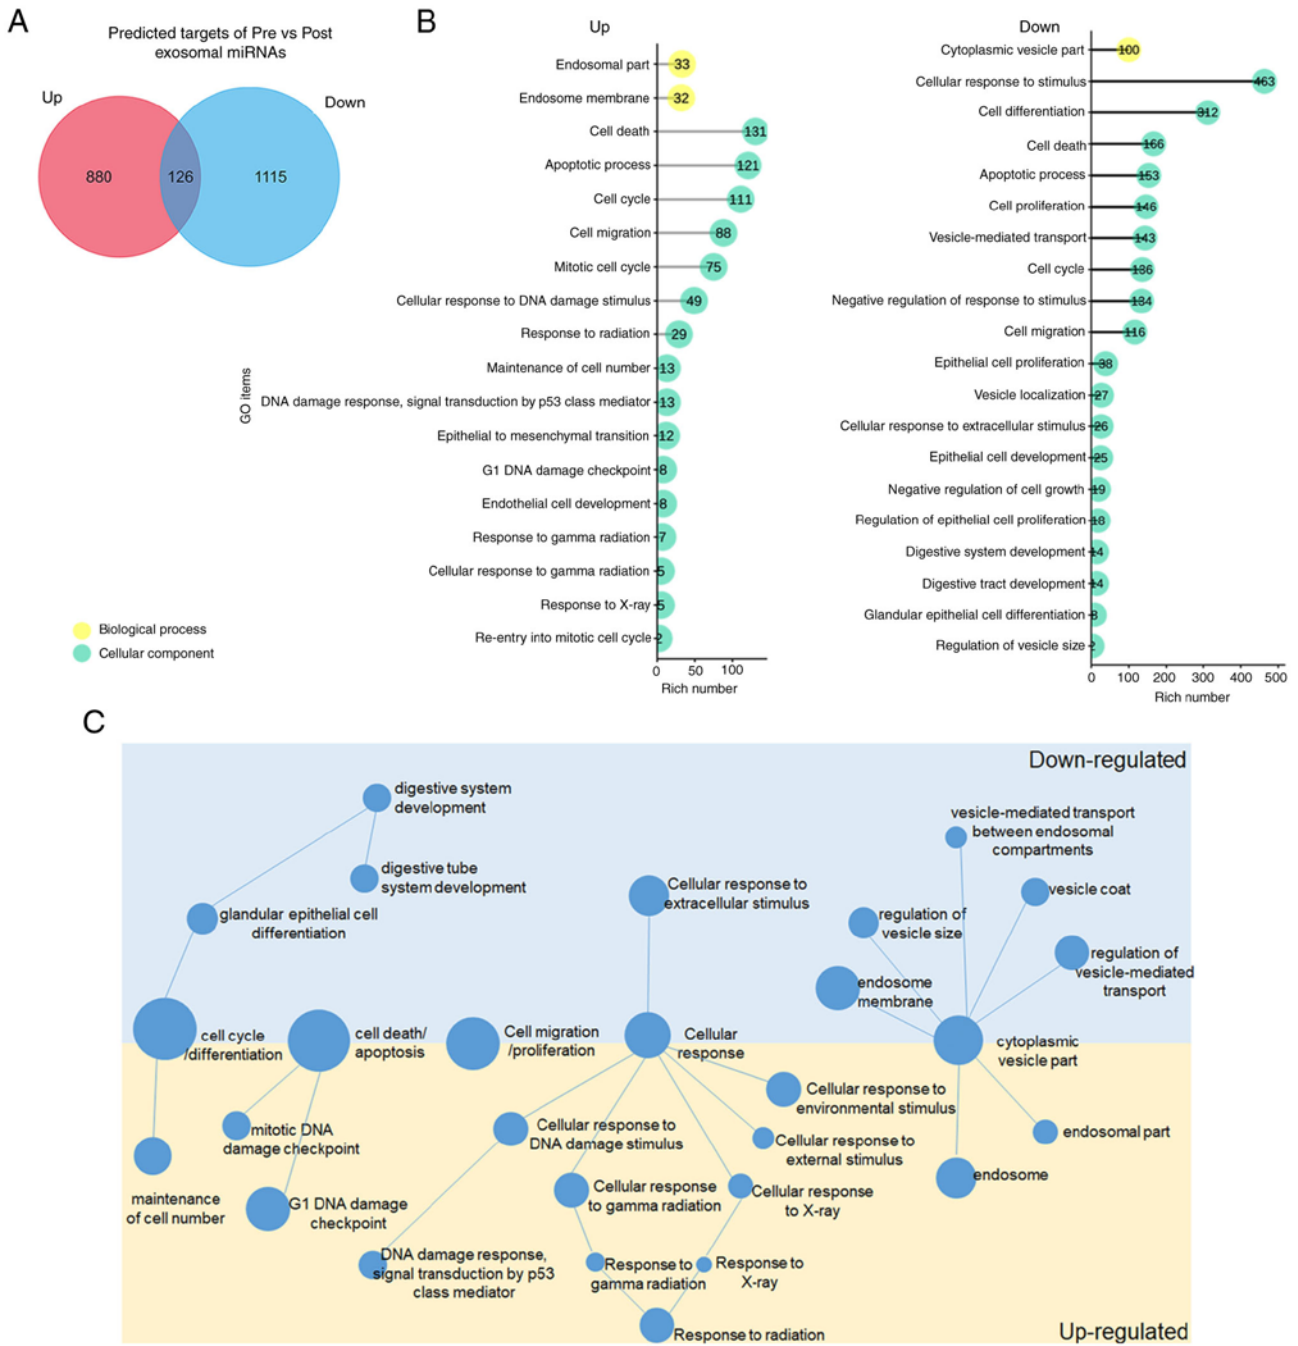 A
Predicted targets of Pre vs Post
exosomal miRNAs
Up
Down
880
126
1115
B
Up
Endosomal part
33
Endosome membrane
32
Cell death
131
Apoptotic process
121
Cell cycle
111
Cell migration
88
Mitotic cell cycle
75
Cellular response to DNA damage stimulus
49
Response to radiation
29
Maintenance of cell number
13
DNA damage response, signal transduction by p53 class mediator
13
Epithelial to mesenchymal transition
12
G1 DNA damage checkpoint
8
Endothelial cell development
8
Response to gamma radiation
7
Cellular response to gamma radiation
5
Response to X-ray
5
Re-entry into mitotic cell cycle
2
0 50 100
Rich number
GO items
Biological process
Cellular component
Down
Cytoplasmic vesicle part
100
Cellular response to stimulus
463
Cell differentiation
312
Cell death
166
Apoptotic process
153
Cell proliferation
146
Vesicle-mediated transport
143
Cell cycle
136
Negative regulation of response to stimulus
134
Cell migration
116
Epithelial cell proliferation
38
Vesicle localization
27
Cellular response to extracellular stimulus
26
Epithelial cell development
25
Negative regulation of cell growth
19
Regulation of epithelial cell proliferation
18
Digestive system development
14
Digestive tract development
14
Glandular epithelial cell differentiation
8
Regulation of vesicle size
2
0 100 200 300 400 500
Rich number
C
Down-regulated
digestive system
development
digestive tube
system development
glandular epithelial cell
differentiation
cell cycle
/differentiation
cell death/
apoptosis
Cell migration
/proliferation
Cellular response to
extracellular stimulus
Cellular
response
vesicle-mediated transport
between endosomal
compartments
vesicle coat
regulation of
vesicle size
regulation of
vesicle-mediated
transport
endosome
membrane
cytoplasmic
vesicle part
maintenance
of cell number
mitotic DNA
damage checkpoint
G1 DNA damage
checkpoint
Cellular response to
DNA damage stimulus
DNA damage response,
signal transduction by p53
class mediator
Cellular response to
environmental stimulus
Cellular response to
external stimulus
Cellular response
to gamma radiation
Cellular response
to X-ray
Response to
gamma radiation
Response to
X-ray
Response to radiation
endosomal part
endosome
Up-regulated